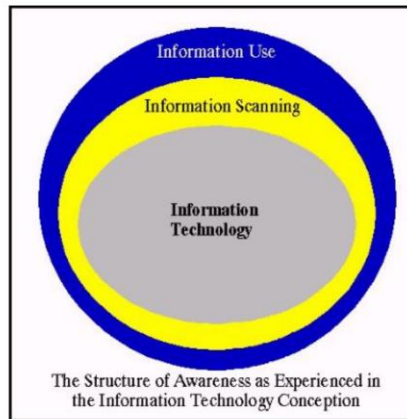 Information Use
Information Scanning
Information
Technology
The Structure of Awareness as Experienced in
the Information Technology Conception